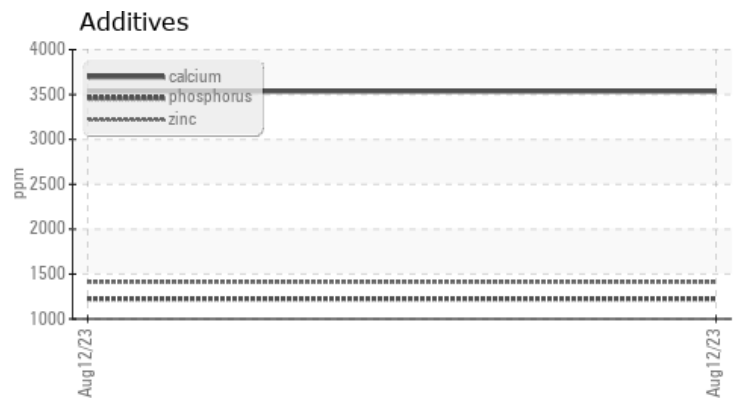 Additives
4000
3500
3000
2500
2000
1500
1000
ppm
calcium
phosphorus
zinc
Aug12/23
Aug12/23